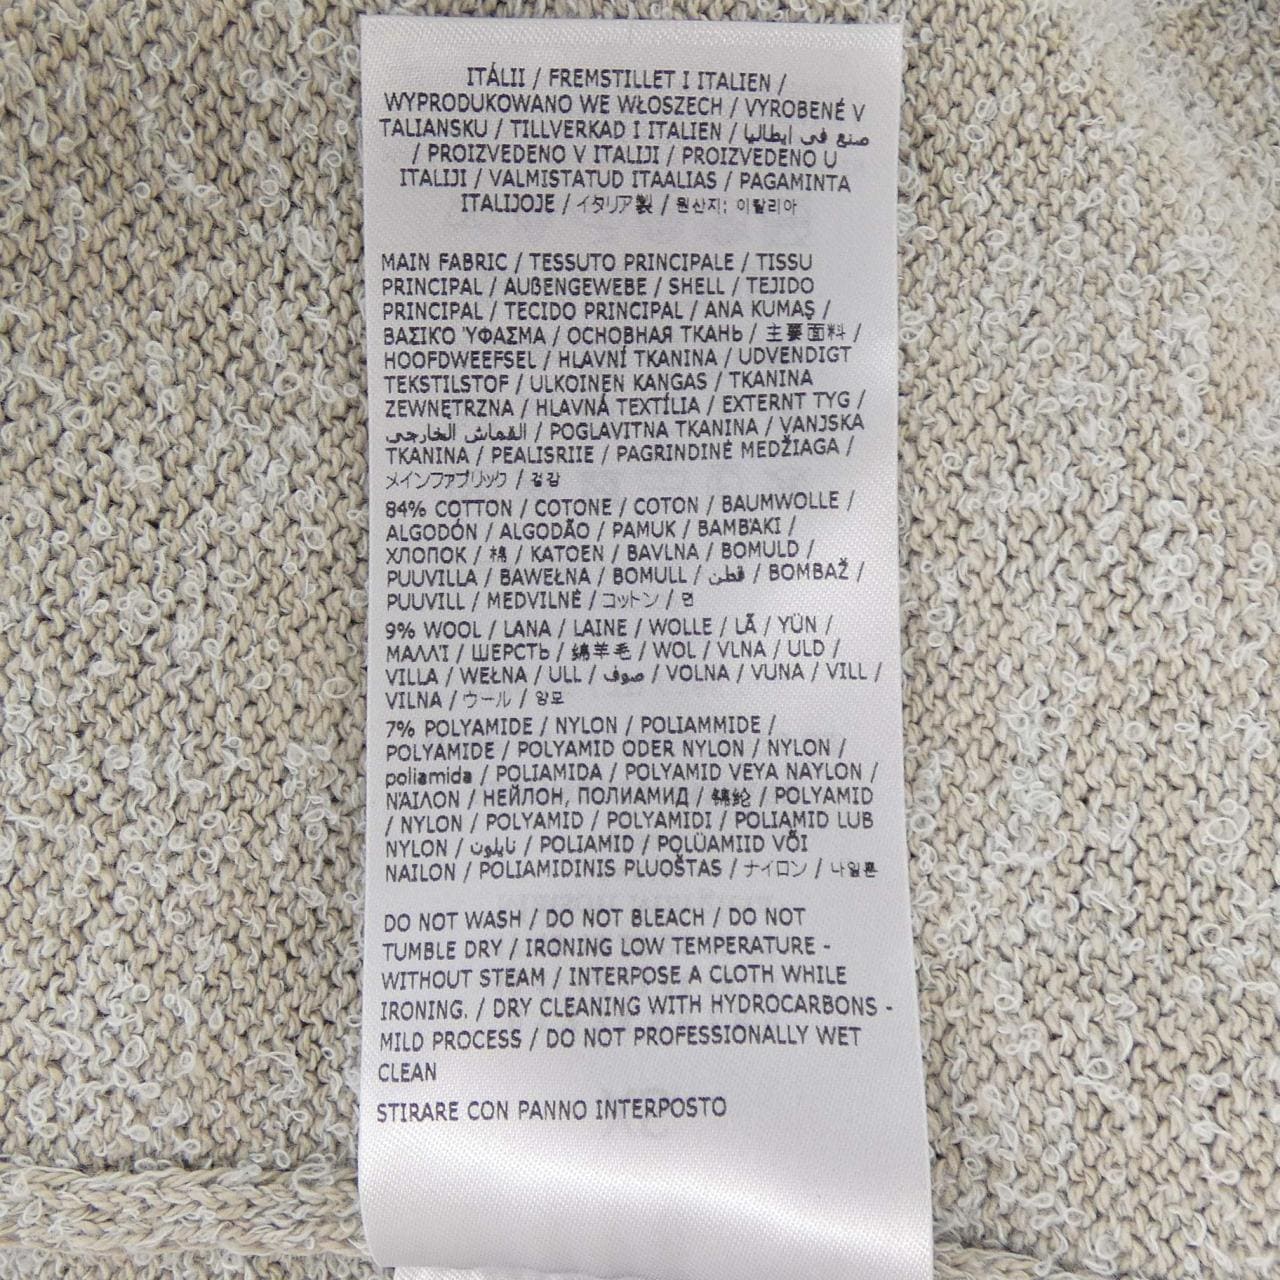 ITÁLII / FREMSTILLET I ITALIEN /
WYPRODUKOWANO WE WŁOSZECH / VYROBENÉ V
TALIANSKU / TILLVERKAD I ITALIEN / صنع في ايطاليا
/ PROIZVEDENO V ITALIJI / PROIZVEDENO U
ITALIJI / VALMISTATUD ITAALIAS / PAGAMINTA
ITALIJOJE / イタリア製 / 원산지: 이탈리아
MAIN FABRIC / TESSUTO PRINCIPALE / TISSU
PRINCIPAL / AUßENGEWEBE / SHELL / TEJIDO
PRINCIPAL / TECIDO PRINCIPAL / ANA KUMAŞ /
ΒΑΣΙΚΌ ΎΦΑΣΜΑ / ОСНОВНАЯ ТКАНЬ / 主要面料 /
HOOFDWEEFSEL / HLAVNÍ TKANINA / UDVENDIGT
TEKSTILSTOF / ULKOINEN KANGAS / TKANINA
ZEWNĘTRZNA / HLAVNÁ TEXTÍLIA / EXTERNT TYG /
القماش الخارجي / POGLAVITNA TKANINA / VANJSKA
TKANINA / PEALISRIIE / PAGRINDINĖ MEDŽIAGA /
メインファブリック / 겉감
84% COTTON / COTONE / COTON / BAUMWOLLE /
ALGODÓN / ALGODÃO / PAMUK / ΒΑΜΒΆΚΙ /
ХЛОПОК / 棉 / KATOEN / BAVLNA / BOMULD /
PUUVILLA / BAWEŁNA / BOMULL / قطن / BOMBAŽ /
PUUVILL / MEDVILNĖ / コットン / 면
9% WOOL / LANA / LAINE / WOLLE / LÃ / YÜN /
ΜΑΛΛΊ / ШЕРСТЬ / 绵羊毛 / WOL / VLNA / ULD /
VILLA / WEŁNA / ULL / صوف / VOLNA / VUNA / VILL /
VILNA / ウール / 양모
7% POLYAMIDE / NYLON / POLIAMMIDE /
POLYAMIDE / POLYAMID ODER NYLON / NYLON /
poliamida / POLIAMIDA / POLYAMID VEYA NAYLON /
ΝΆΙΛΟΝ / НЕЙЛОН, ПОЛИАМИД / 锦纶 / POLYAMID
/ NYLON / POLYAMID / POLYAMIDI / POLIAMID LUB
NYLON / نايلون / POLIAMID / POLÜAMIID VÕI
NAILON / POLIAMIDINIS PLUOŠTAS / ナイロン / 나일론
DO NOT WASH / DO NOT BLEACH / DO NOT
TUMBLE DRY / IRONING LOW TEMPERATURE -
WITHOUT STEAM / INTERPOSE A CLOTH WHILE
IRONING. / DRY CLEANING WITH HYDROCARBONS -
MILD PROCESS / DO NOT PROFESSIONALLY WET
CLEAN
STIRARE CON PANNO INTERPOSTO